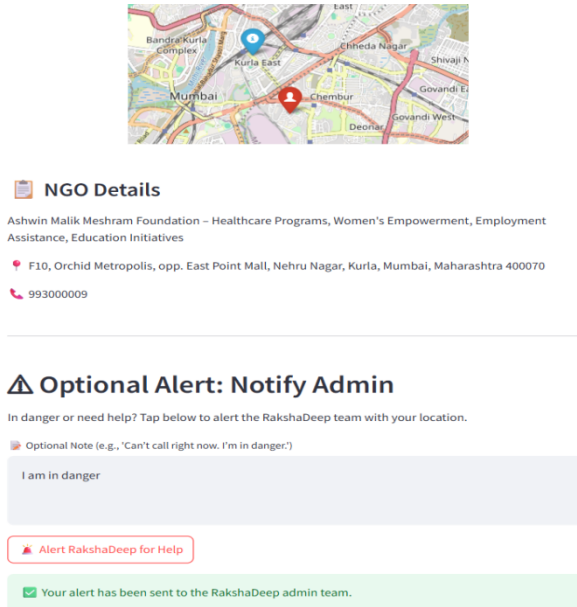 East
Bandra Kurla
Complex
Kurla East
Chheda Nagar
Shivaji
Mumbai
Chembur
Govandi
Govandi West
Deonar
NGO Details
Ashwin Malik Meshram Foundation – Healthcare Programs, Women's Empowerment, Employment
Assistance, Education Initiatives
F10, Orchid Metropolis, opp. East Point Mall, Nehru Nagar, Kurla, Mumbai, Maharashtra 400070
993000009
Optional Alert: Notify Admin
In danger or need help? Tap below to alert the RakshaDeep team with your location.
Optional Note (e.g., 'Can't call right now. I'm in danger.')
I am in danger
Alert RakshaDeep for Help
Your alert has been sent to the RakshaDeep admin team.